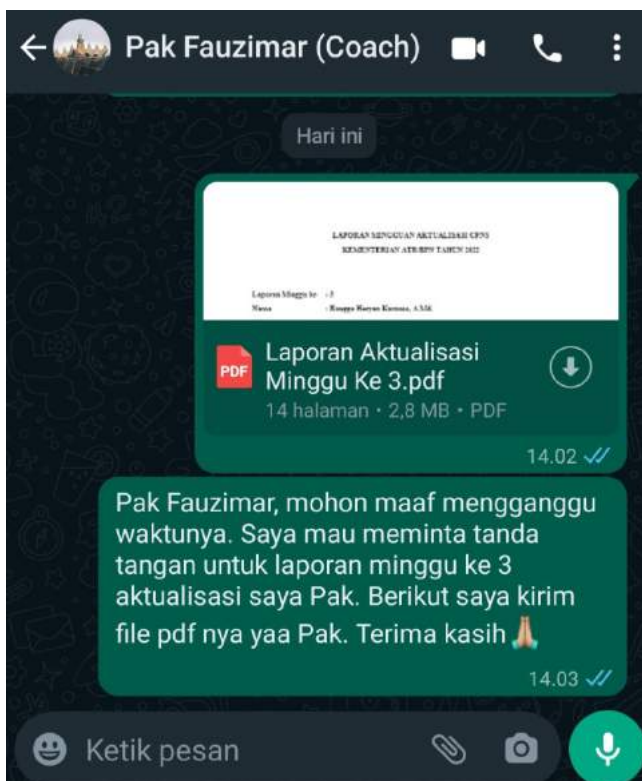 Pak Fauzimar (Coach)
Hari ini
LAPORAN MINGGUAN AKTUALISASI CPNS
KEMENTERIAN ATR/BPN TAHUN 2022
Laporan Minggu ke : 3
Nama :
PDF
Laporan Aktualisasi
Minggu Ke 3.pdf
14 halaman • 2,8 MB • PDF
14.02
Pak Fauzimar, mohon maaf mengganggu
waktunya. Saya mau meminta tanda
tangan untuk laporan minggu ke 3
aktualisasi saya Pak. Berikut saya kirim
file pdf nya yaa Pak. Terima kasih 🙏🏼
14.03
Ketik pesan